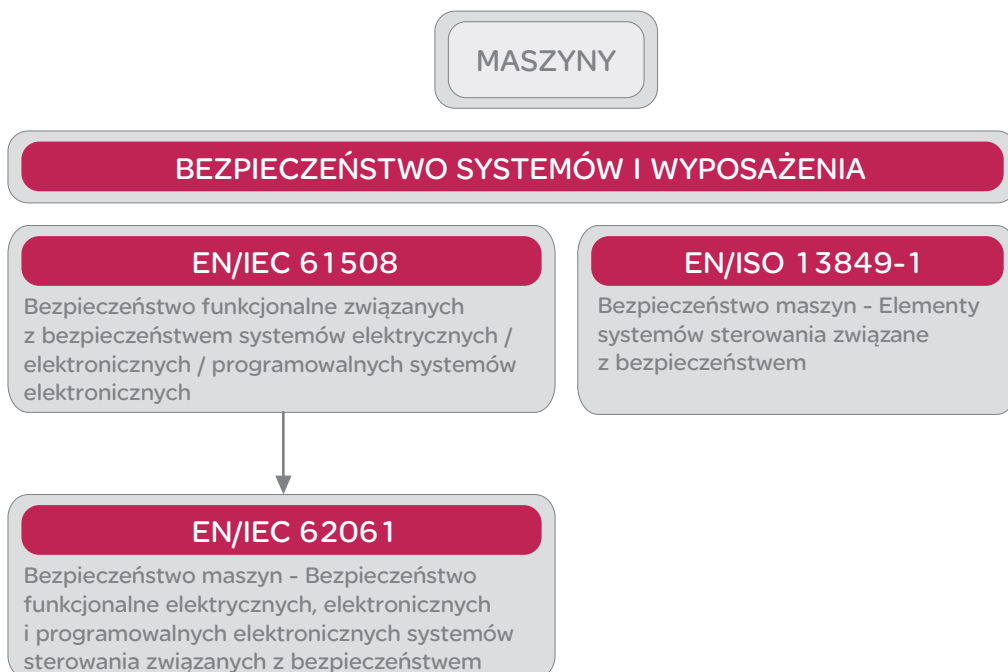 MASZYNY
BEZPIECZEŃSTWO SYSTEMÓW I WYPOSAŻENIA
EN/IEC 61508
Bezpieczeństwo funkcjonalne związanych
z bezpieczeństwem systemów elektrycznych /
elektronicznych / programowalnych systemów
elektronicznych
EN/ISO 13849-1
Bezpieczeństwo maszyn - Elementy
systemów sterowania związane
z bezpieczeństwem
EN/IEC 62061
Bezpieczeństwo maszyn - Bezpieczeństwo
funkcjonalne elektrycznych, elektronicznych
i programowalnych elektronicznych systemów
sterowania związanych z bezpieczeństwem